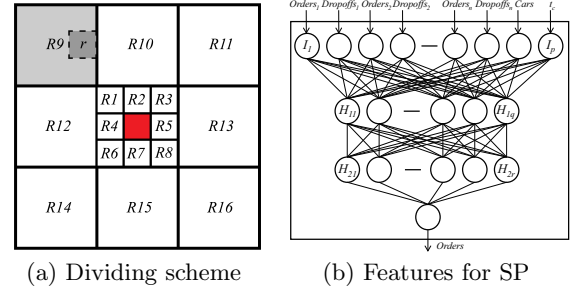 R9 r R10 R11
R1 R2 R3
R12 R4 R5 R13
R6 R7 R8
R14 R15 R16
(a) Dividing scheme
Orders₁ Dropoffs₁ Orders₂ Dropoffs₂ Ordersₙ Dropoffsₙ Cars t_c
I₁ Iₚ
H₁₁ H₁q
H₂₁ H₂ᵣ
Orders
(b) Features for SP